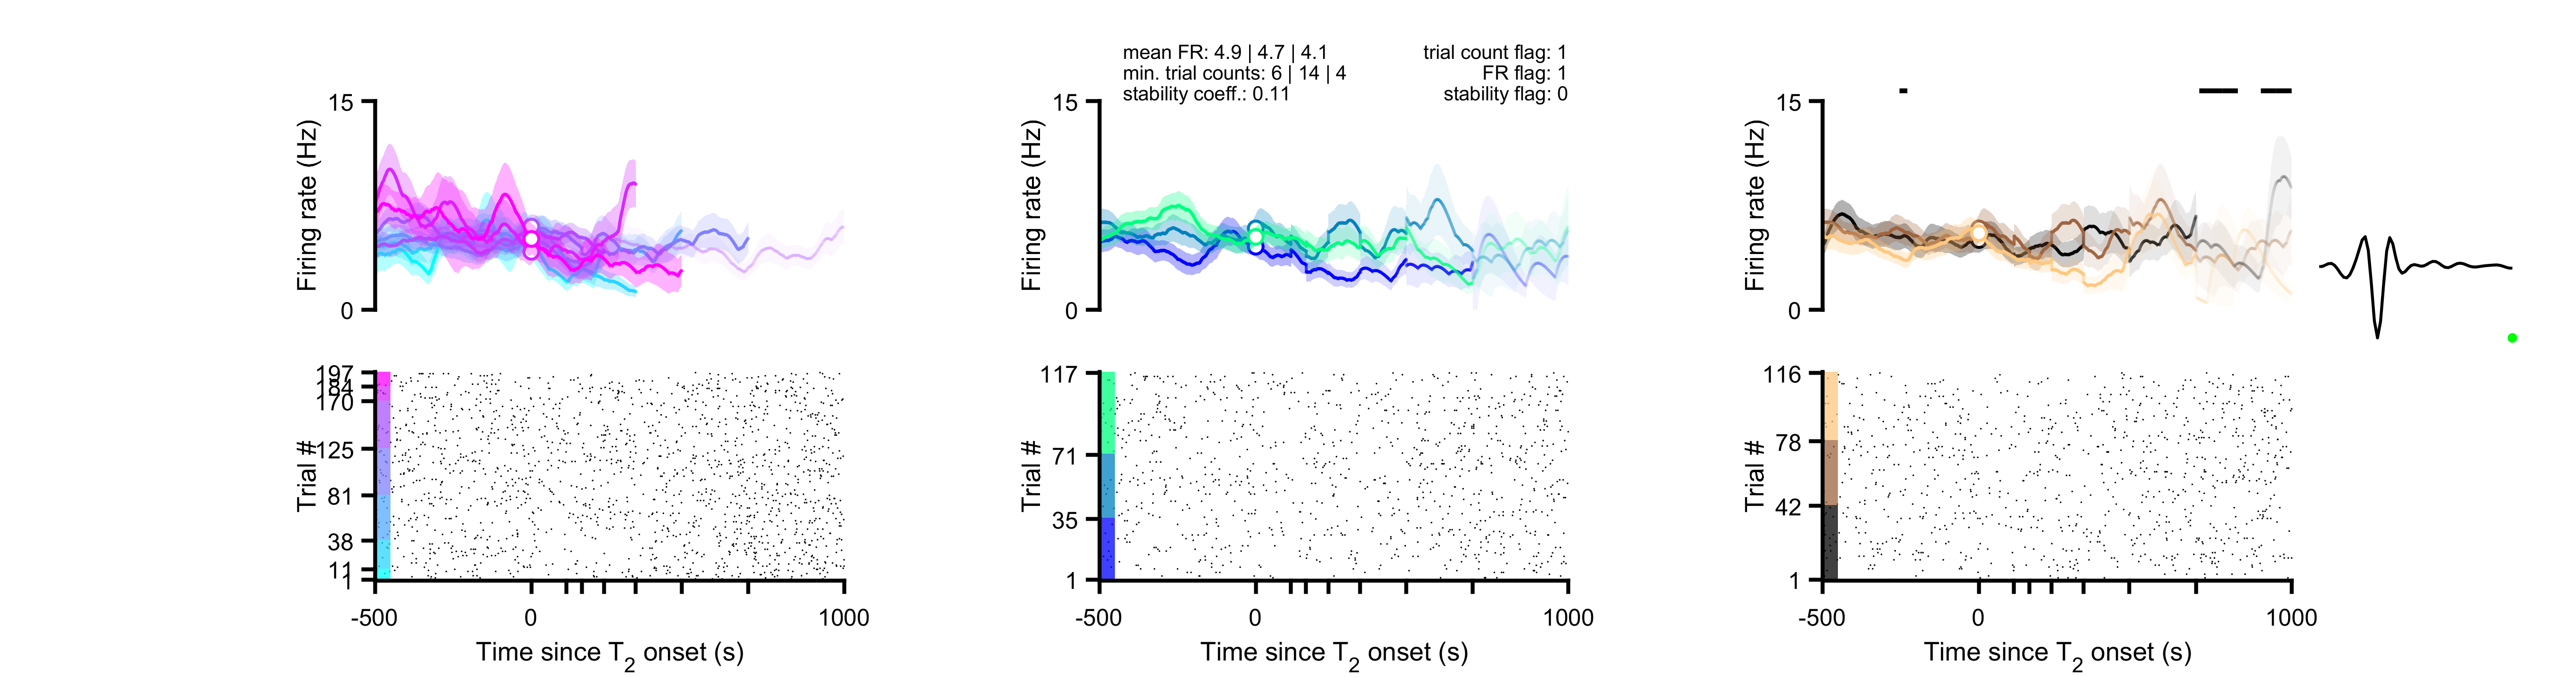 mean FR: 4.9 | 4.7 | 4.1
min. trial counts: 6 | 14 | 4
stability coeff.: 0.11
trial count flag: 1
FR flag: 1
stability flag: 0
15
Firing rate (Hz)
0
15
Firing rate (Hz)
0
15
Firing rate (Hz)
0
197
184
170
125
81
38
11
1
Trial #
-500
0
1000
Time since T2 onset (s)
117
71
35
1
Trial #
-500
0
1000
Time since T2 onset (s)
116
78
42
1
Trial #
-500
0
1000
Time since T2 onset (s)